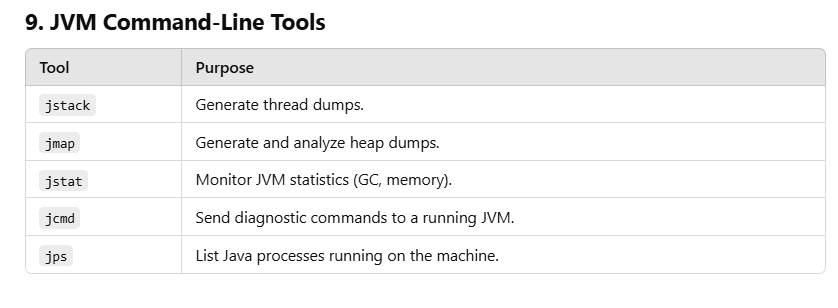 9. JVM Command-Line Tools
Tool Purpose
jstack Generate thread dumps.
jmap Generate and analyze heap dumps.
jstat Monitor JVM statistics (GC, memory).
jcmd Send diagnostic commands to a running JVM.
jps List Java processes running on the machine.